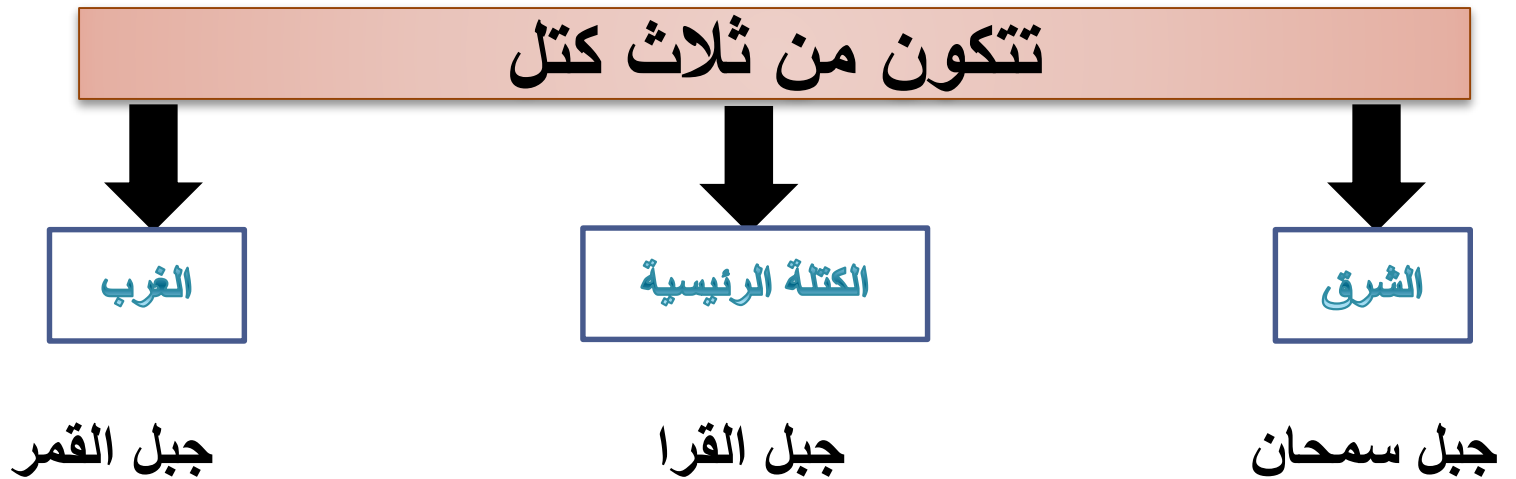 تتكون من ثلاث كتل
الشرق
الكتلة الرئيسية
الغرب
جبل سمحان
جبل القرا
جبل القمر